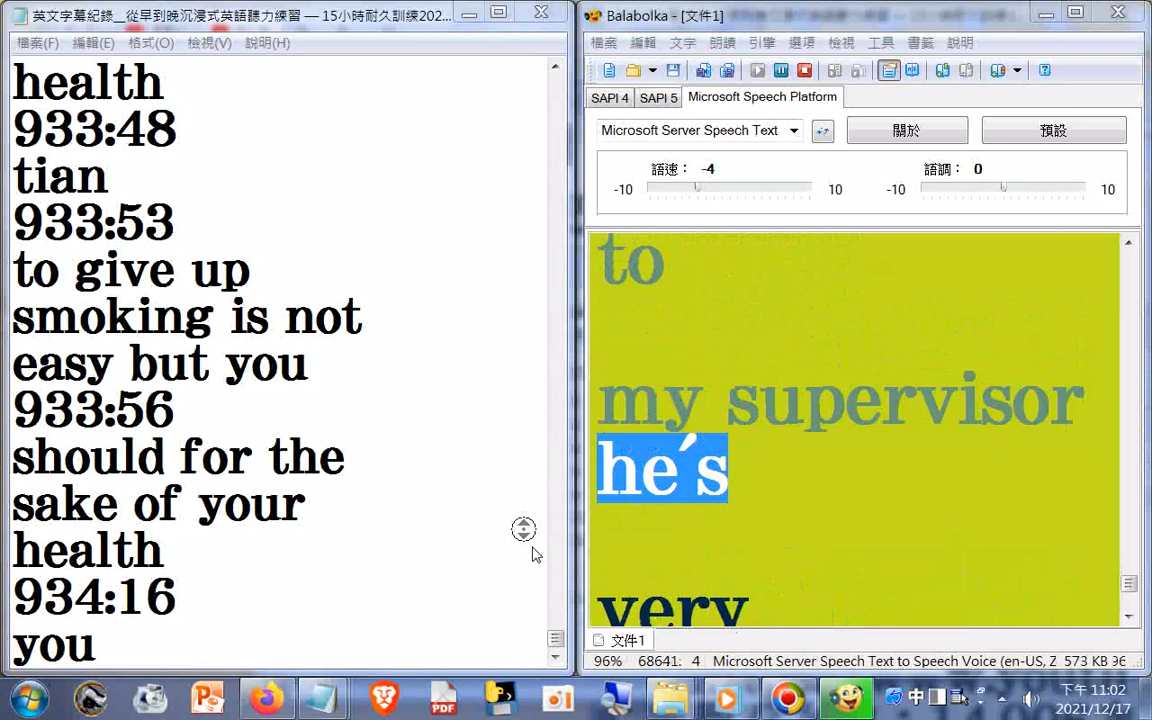 英文字幕紀錄__從早到晚沉浸式英語聽力練習 — 15小時耐久訓練202...
檔案(F) 編輯(E) 格式(O) 檢視(V) 說明(H)
health
933:48
tian
933:53
to give up
smoking is not
easy but you
933:56
should for the
sake of your
health
934:16
you
Balabolka - [文件1]
檔案 編輯 文字 朗讀 引擎 選項 檢視 工具 書籤 說明
SAPI 4 SAPI 5 Microsoft Speech Platform
Microsoft Server Speech Text 關於 預設
語速： -4 語調： 0
-10 10 -10 10
to
my supervisor
he´s
very
文件1
96% 68641: 4 Microsoft Server Speech Text to Speech Voice (en-US, Z 573 KB 96
PDF 中 下午 11:02
2021/12/17